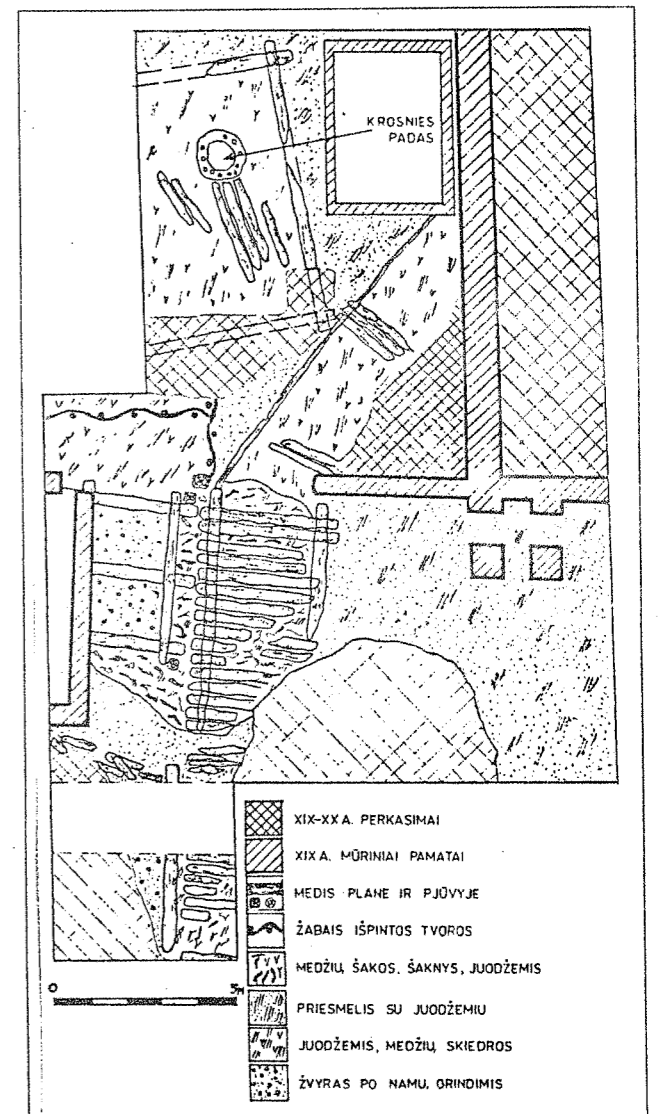 KROSNIES
PADAS
XIX-XX A. PERKASIMAI
XIX A. MŪRINIAI PAMATAI
MEDIS PLANE IR PJŪVYJE
ŽABAIS IŠPINTOS TVOROS
MEDŽIŲ, ŠAKOS, ŠAKNYS, JUODŽEMIS
0 5M
PRIESMELIS SU JUODŽEMIU
JUODŽEMIS, MEDŽIŲ SKIEDROS
ŽVYRAS PO NAMŲ GRINDIMIS